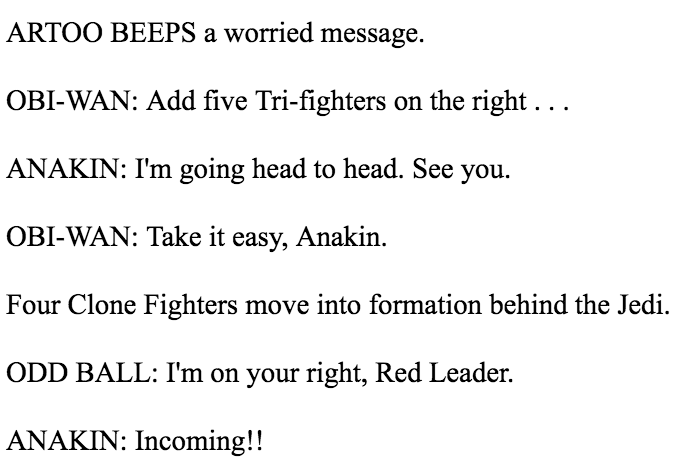 ARTOO BEEPS a worried message.
OBI-WAN: Add five Tri-fighters on the right . . .
ANAKIN: I'm going head to head. See you.
OBI-WAN: Take it easy, Anakin.
Four Clone Fighters move into formation behind the Jedi.
ODD BALL: I'm on your right, Red Leader.
ANAKIN: Incoming!!